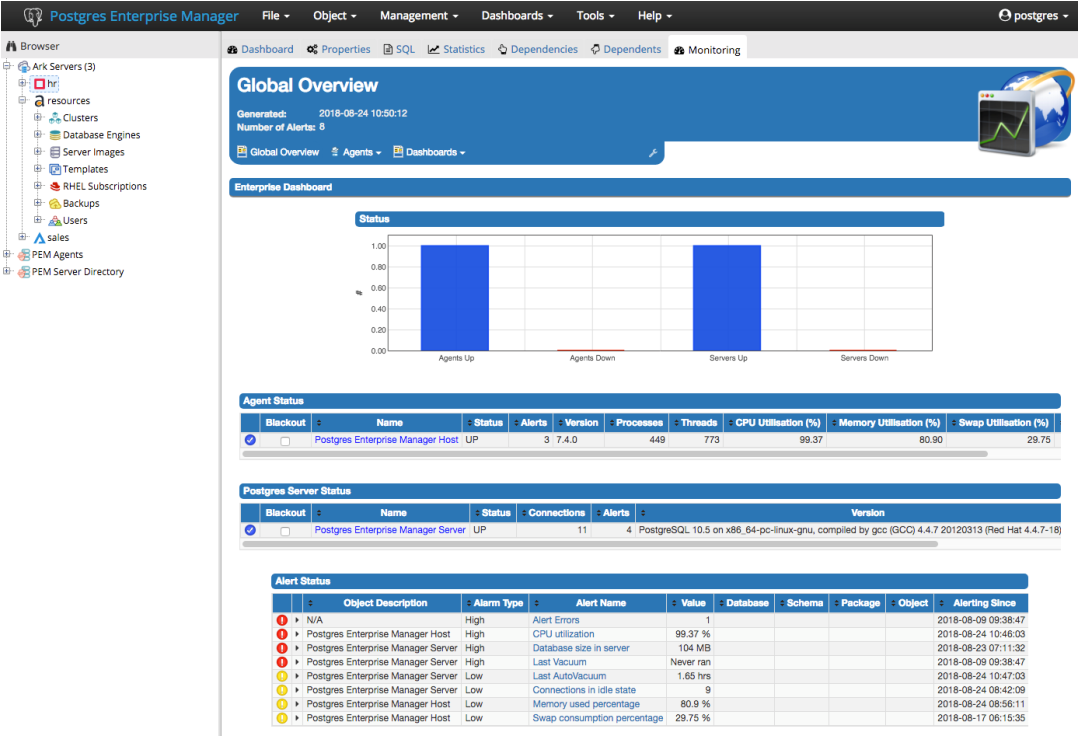 Postgres Enterprise Manager File Object Management Dashboards Tools Help postgres
Browser
Dashboard Properties SQL Statistics Dependencies Dependents Monitoring
Ark Servers (3)
hr
resources
Clusters
Database Engines
Server Images
Templates
RHEL Subscriptions
Backups
Users
sales
PEM Agents
PEM Server Directory
Global Overview
Generated: 2018-08-24 10:50:12
Number of Alerts: 8
Global Overview Agents Dashboards
Enterprise Dashboard
Status
1.00
0.80
0.60
0.40
0.20
0.00
#
Agents Up Agents Down Servers Up Servers Down
Agent Status
Blackout Name Status Alerts Version Processes Threads CPU Utilisation (%) Memory Utilisation (%) Swap Utilisation (%)
Postgres Enterprise Manager Host UP 3 7.4.0 449 773 99.37 80.90 29.75
Postgres Server Status
Blackout Name Status Connections Alerts Version
Postgres Enterprise Manager Server UP 11 4 PostgreSQL 10.5 on x86_64-pc-linux-gnu, compiled by gcc (GCC) 4.4.7 20120313 (Red Hat 4.4.7-18)
Alert Status
Object Description Alarm Type Alert Name Value Database Schema Package Object Alerting Since
N/A High Alert Errors 1 2018-08-09 09:38:47
Postgres Enterprise Manager Host High CPU utilization 99.37 % 2018-08-24 10:46:03
Postgres Enterprise Manager Server High Database size in server 104 MB 2018-08-23 07:11:32
Postgres Enterprise Manager Server High Last Vacuum Never ran 2018-08-09 09:38:47
Postgres Enterprise Manager Server Low Last AutoVacuum 1.65 hrs 2018-08-24 10:47:03
Postgres Enterprise Manager Server Low Connections in idle state 9 2018-08-24 08:42:09
Postgres Enterprise Manager Host Low Memory used percentage 80.9 % 2018-08-24 08:56:11
Postgres Enterprise Manager Host Low Swap consumption percentage 29.75 % 2018-08-17 06:15:35